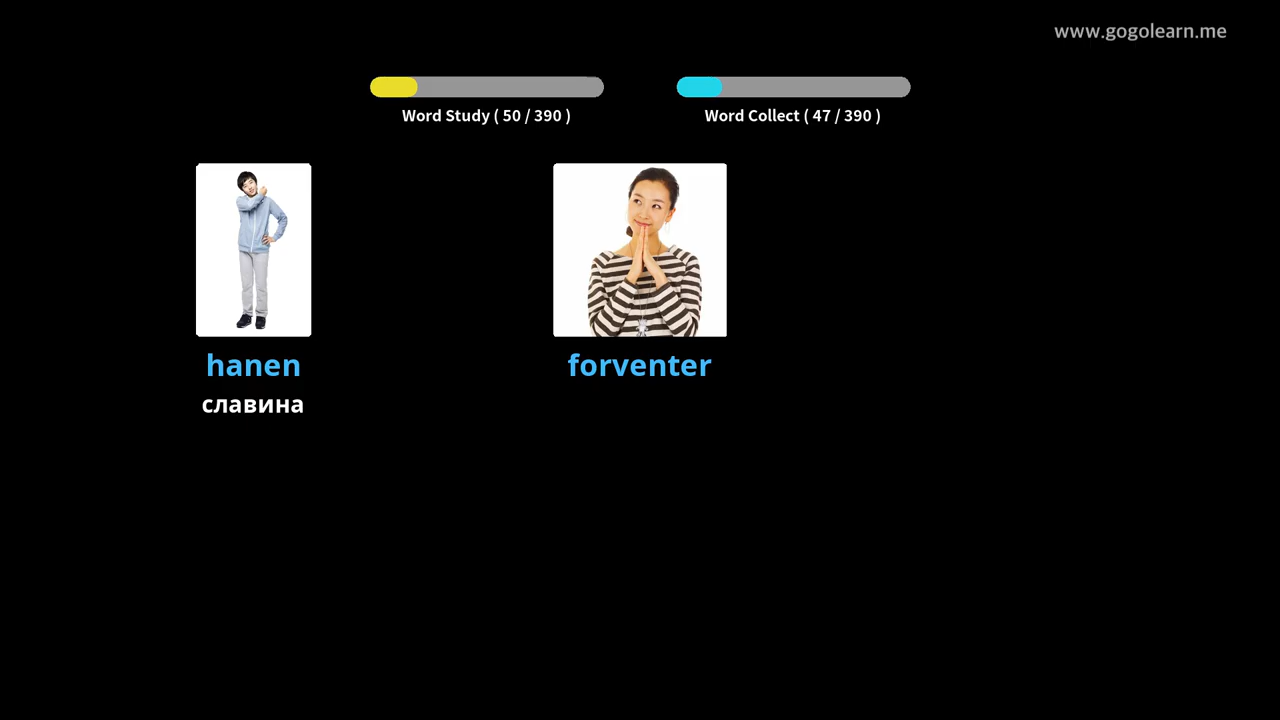 www.gogolearn.me
Word Study ( 50 / 390 )
Word Collect ( 47 / 390 )
hanen
славина
forventer